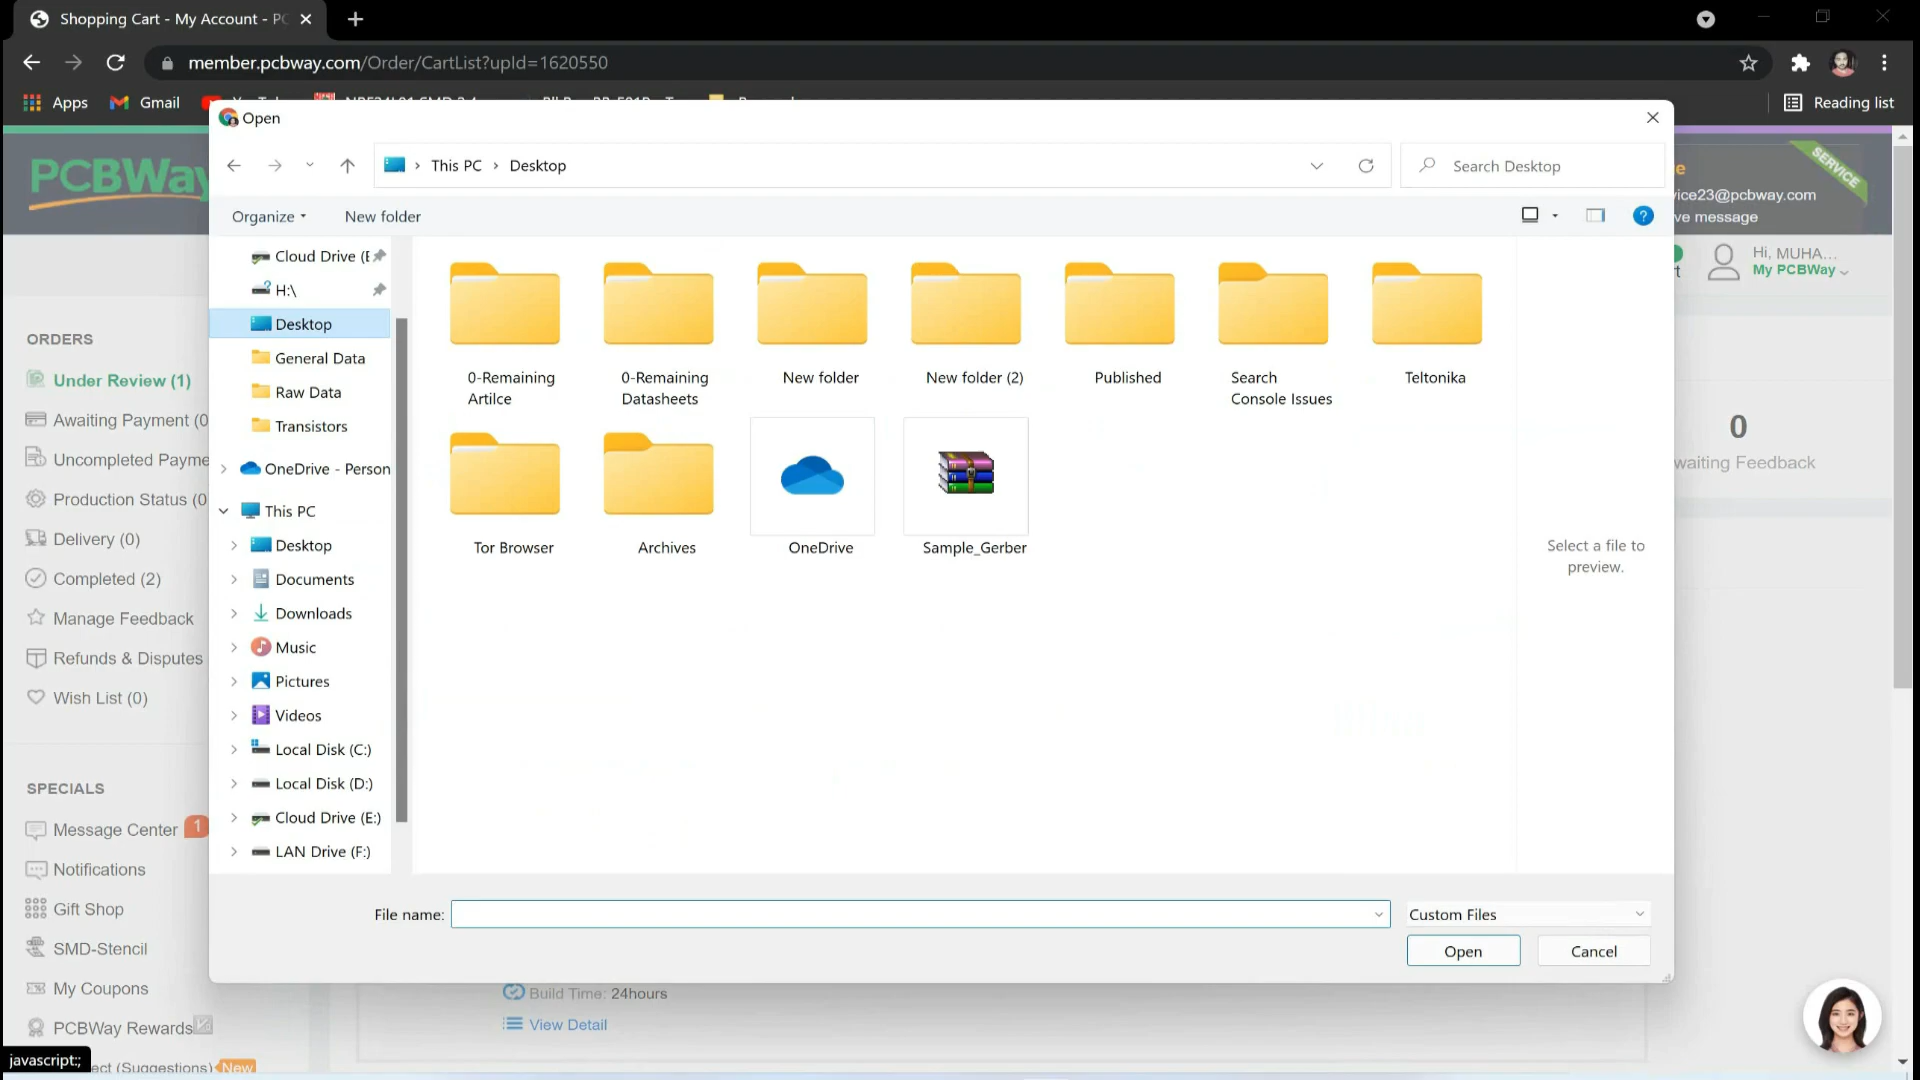 Shopping Cart - My Account - PC
member.pcbway.com/Order/CartList?upId=1620550
Apps
Gmail
Reading list
PCBWay
SERVICE
ice23@pcbway.com
ve message
Hi, MUHA...
My PCBWay
Open
This PC
Desktop
Search Desktop
Organize
New folder
?
Cloud Drive (E
H:\
Desktop
General Data
Raw Data
Transistors
OneDrive - Person
This PC
Desktop
Documents
Downloads
Music
Pictures
Videos
Local Disk (C:)
Local Disk (D:)
Cloud Drive (E:)
LAN Drive (F:)
0-Remaining
Artilce
0-Remaining
Datasheets
New folder
New folder (2)
Published
Search
Console Issues
Teltonika
Tor Browser
Archives
OneDrive
Sample_Gerber
Select a file to
preview.
File name:
Custom Files
Open
Cancel
ORDERS
Under Review (1)
Awaiting Payment (0
Uncompleted Payme
Production Status (0
Delivery (0)
Completed (2)
Manage Feedback
Refunds & Disputes
Wish List (0)
0
waiting Feedback
SPECIALS
Message Center
1
Notifications
Gift Shop
SMD-Stencil
My Coupons
PCBWay Rewards
ect (Suggestions)
New
Build Time: 24hours
View Detail
javascript:;